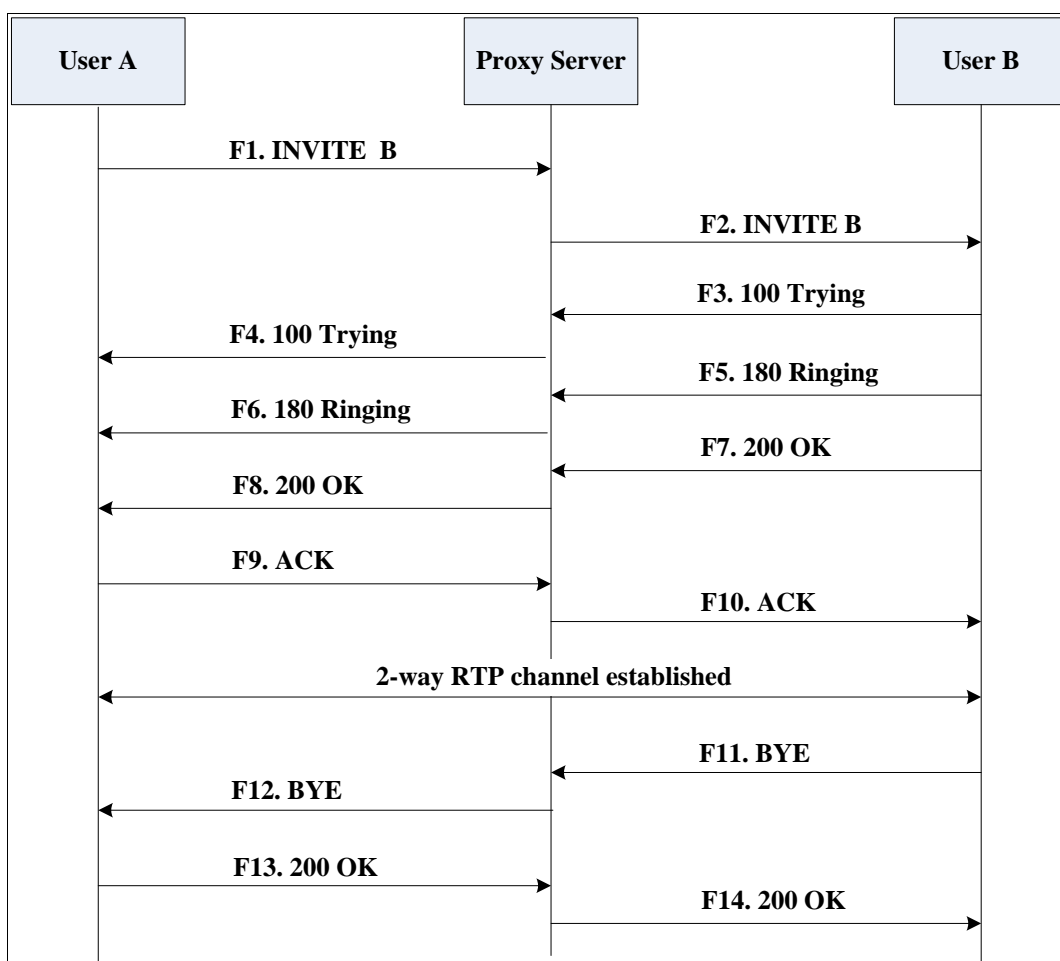 User A
Proxy Server
User B
F1. INVITE B
F2. INVITE B
F3. 100 Trying
F4. 100 Trying
F5. 180 Ringing
F6. 180 Ringing
F7. 200 OK
F8. 200 OK
F9. ACK
F10. ACK
2-way RTP channel established
F11. BYE
F12. BYE
F13. 200 OK
F14. 200 OK